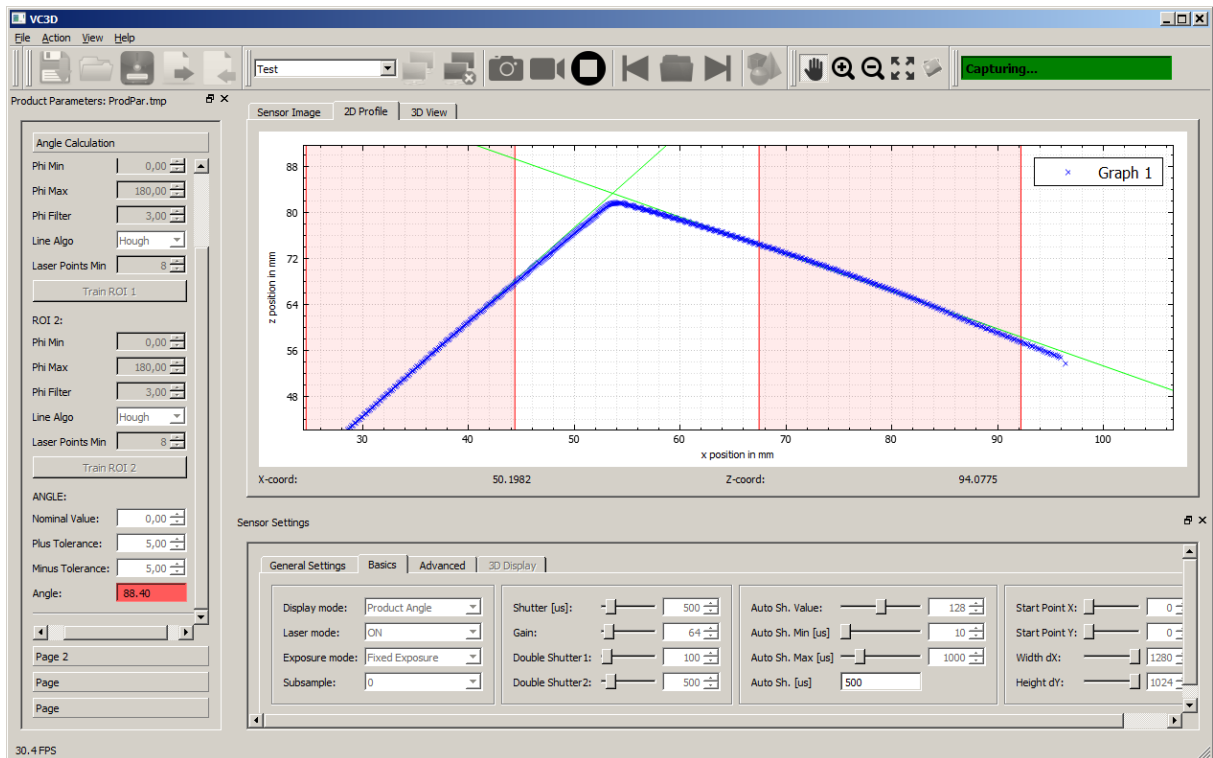 VC3D
File Action View Help
Test
Capturing...
Product Parameters: ProdPar.tmp
Angle Calculation
Phi Min 0,00
Phi Max 180,00
Phi Filter 3,00
Line Algo Hough
Laser Points Min 8
Train ROI 1
ROI 2:
Phi Min 0,00
Phi Max 180,00
Phi Filter 3,00
Line Algo Hough
Laser Points Min 8
Train ROI 2
ANGLE:
Nominal Value: 0,00
Plus Tolerance: 5,00
Minus Tolerance: 5,00
Angle: 88.40
Page 2
Page
Page
Sensor Image 2D Profile 3D View
Graph 1
z position in mm
88
80
72
64
56
48
30 40 50 60 70 80 90 100
x position in mm
X-coord: 50.1982 Z-coord: 94.0775
Sensor Settings
General Settings Basics Advanced 3D Display
Display mode: Product Angle
Laser mode: ON
Exposure mode: Fixed Exposure
Subsample: 0
Shutter [us]: 500
Gain: 64
Double Shutter1: 100
Double Shutter2: 500
Auto Sh. Value: 128
Auto Sh. Min [us] 10
Auto Sh. Max [us] 1000
Auto Sh. [us] 500
Start Point X: 0
Start Point Y: 0
Width dX: 1280
Height dY: 1024
30.4 FPS